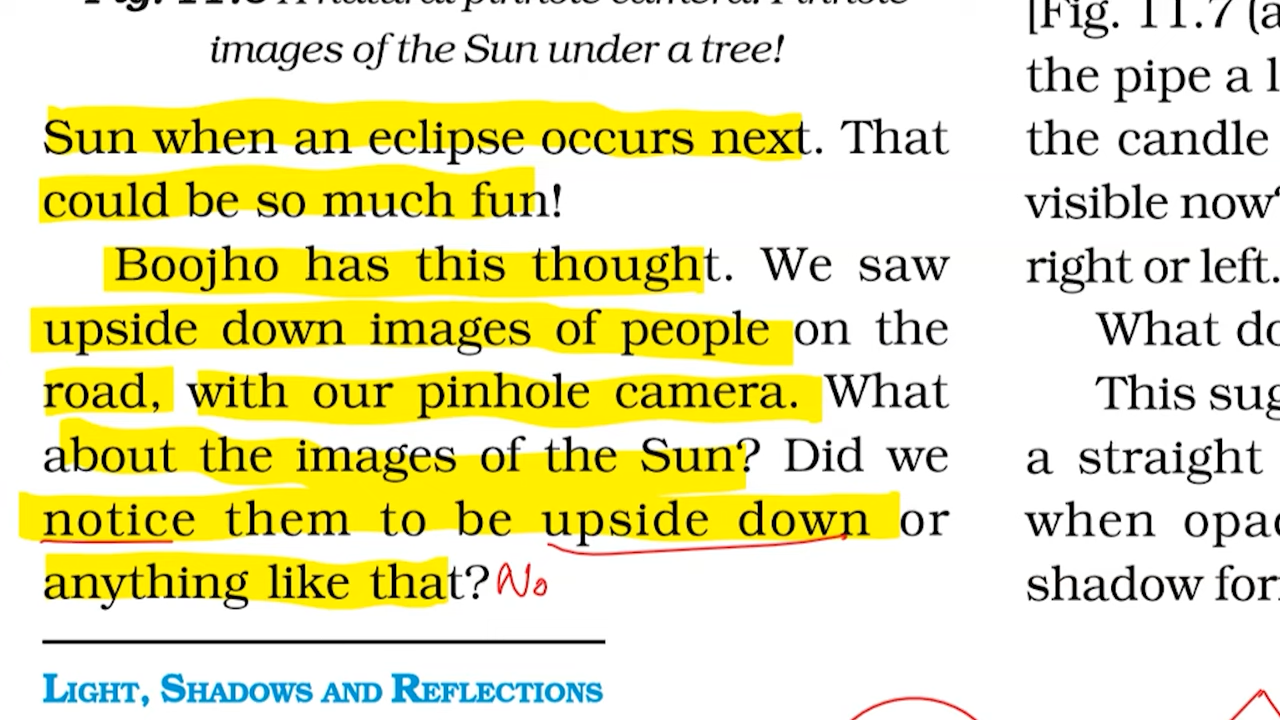 images of the Sun under a tree!
Sun when an eclipse occurs next. That
could be so much fun!
Boojho has this thought. We saw
upside down images of people on the
road, with our pinhole camera. What
about the images of the Sun? Did we
notice them to be upside down or
anything like that? No
LIGHT, SHADOWS AND REFLECTIONS
[Fig. 11.7 (a
the pipe a
the candle
visible now
right or left.
What
This
a straight
when
shadow